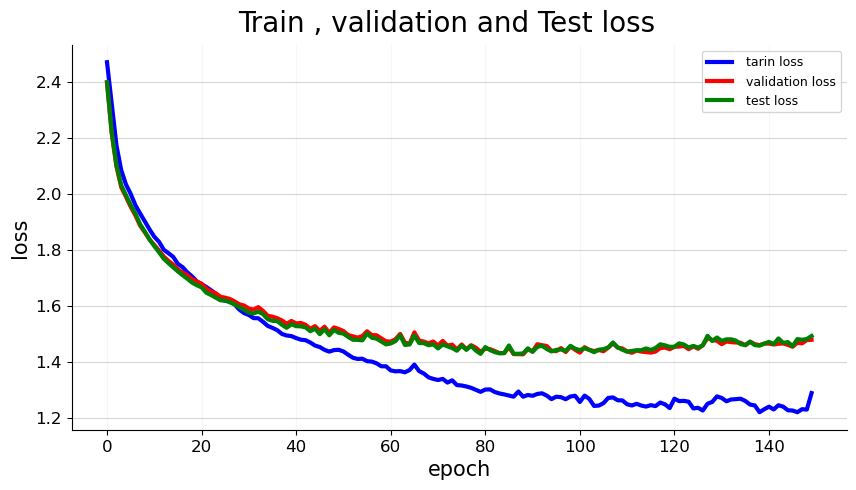 Train , validation and Test loss
tarin loss
validation loss
test loss
2.4
2.2
2.0
1.8
1.6
1.4
1.2
loss
0 20 40 60 80 100 120 140
epoch